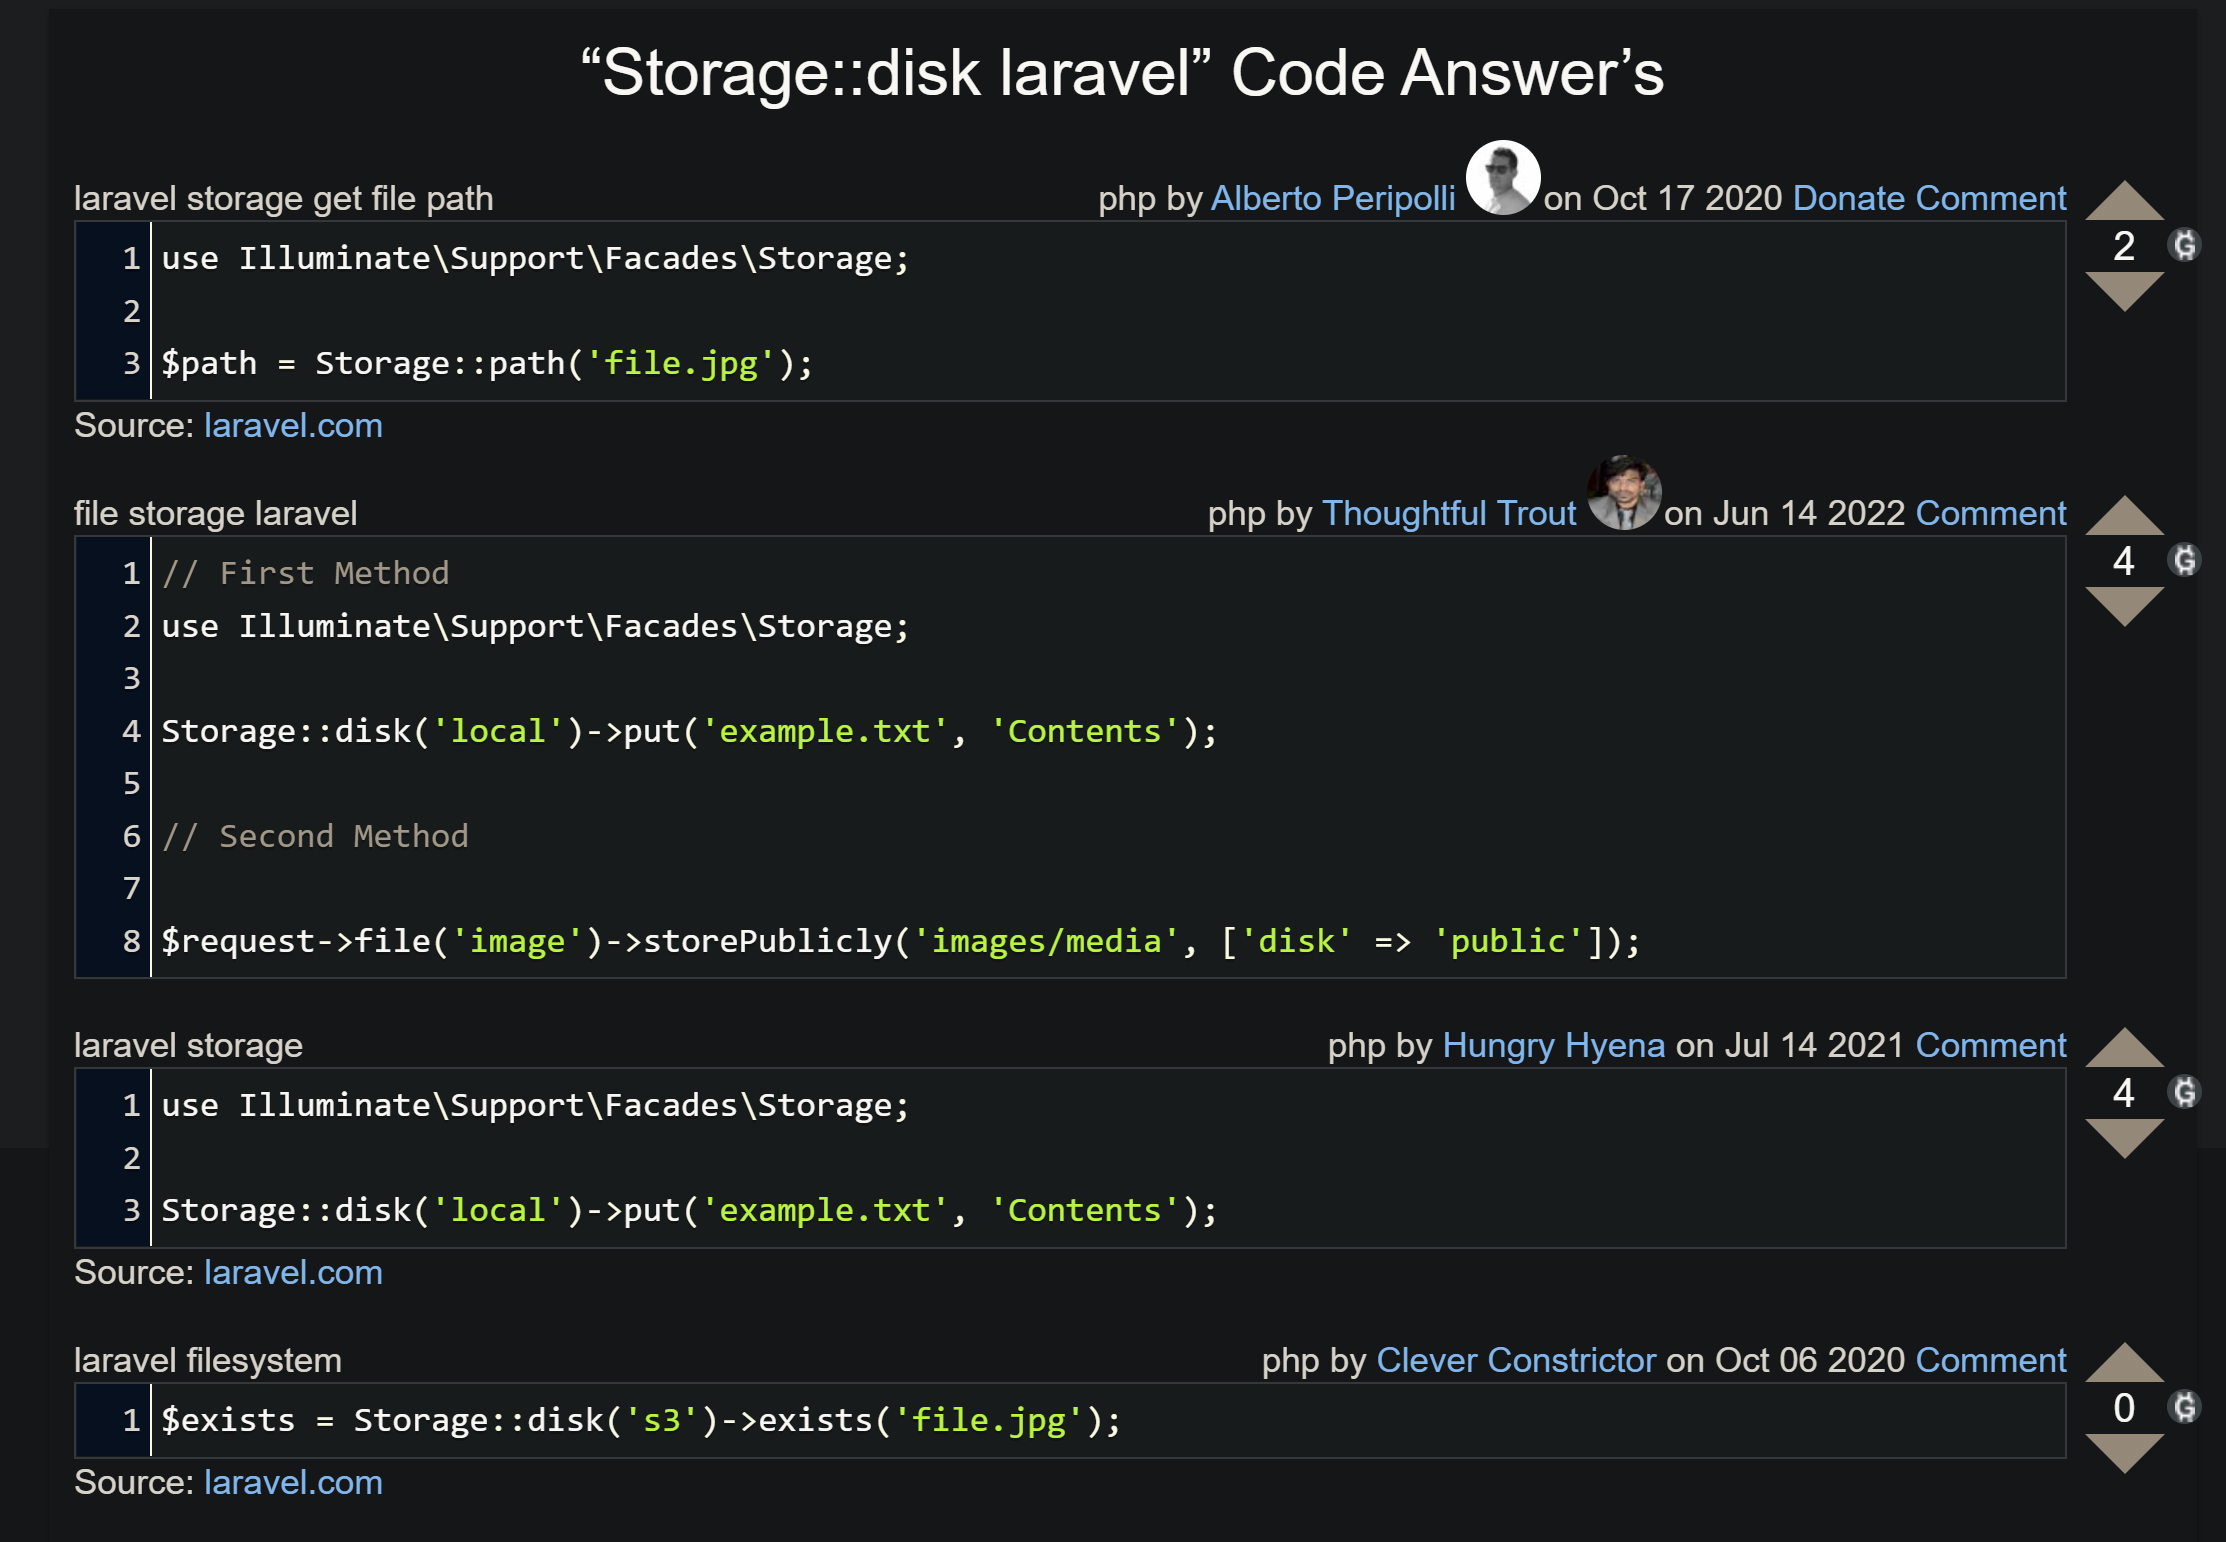 “Storage::disk laravel” Code Answer’s
laravel storage get file path php by Alberto Peripolli on Oct 17 2020 Donate Comment
2
1 use Illuminate\Support\Facades\Storage;
2
3 $path = Storage::path('file.jpg');
Source: laravel.com
file storage laravel php by Thoughtful Trout on Jun 14 2022 Comment
4
1 // First Method
2 use Illuminate\Support\Facades\Storage;
3
4 Storage::disk('local')->put('example.txt', 'Contents');
5
6 // Second Method
7
8 $request->file('image')->storePublicly('images/media', ['disk' => 'public']);
laravel storage php by Hungry Hyena on Jul 14 2021 Comment
4
1 use Illuminate\Support\Facades\Storage;
2
3 Storage::disk('local')->put('example.txt', 'Contents');
Source: laravel.com
laravel filesystem php by Clever Constrictor on Oct 06 2020 Comment
0
1 $exists = Storage::disk('s3')->exists('file.jpg');
Source: laravel.com